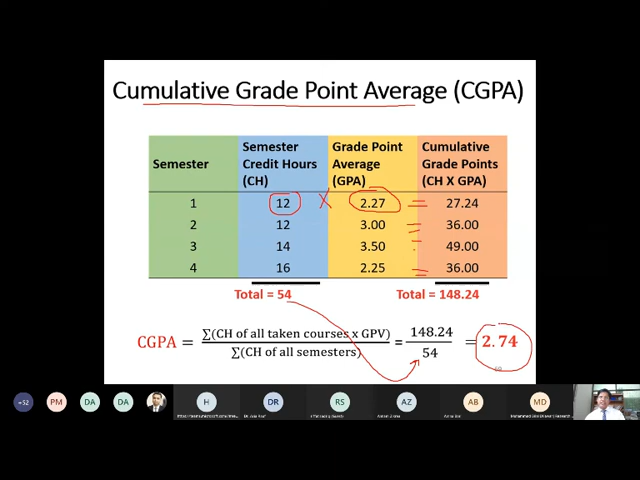 Cumulative Grade Point Average (CGPA)
Semester
Semester Credit Hours (CH)
Grade Point Average (GPA)
Cumulative Grade Points (CH X GPA)
1 12 X 2.27 = 27.24
2 12 3.00 = 36.00
3 14 3.50 49.00
4 16 2.25 = 36.00
Total = 54 Total = 148.24
CGPA = ∑(CH of all taken courses x GPV) / ∑(CH of all semesters) = 148.24 / 54 = 2.74
+52 PM DA DA H DR RS AZ AB MD